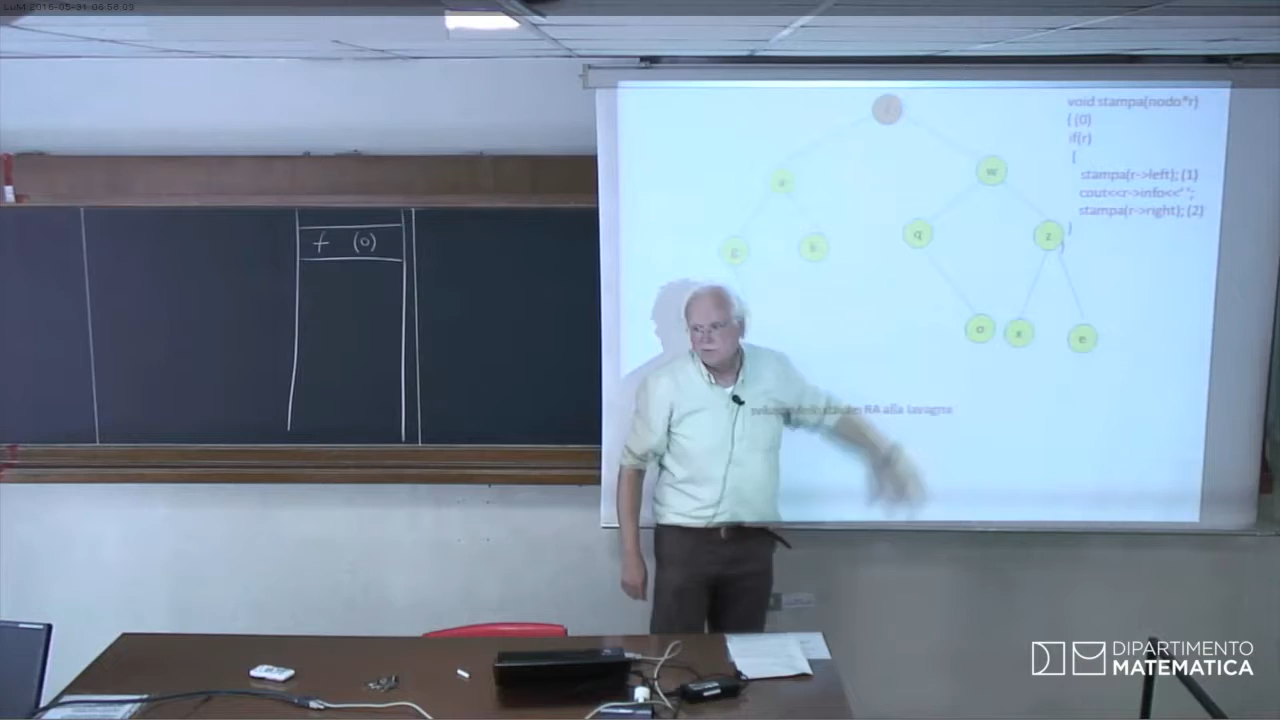 LuM 2016-05-31 08:58:09
void stampa(nodo*r)
{ (0)
if(r)
{
stampa(r->left); (1)
cout<<r->info<<' ';
stampa(r->right); (2)
}
w
g
k
q
z
o
x
e
f (0)
RA alla lavagna
DIPARTIMENTO
MATEMATICA